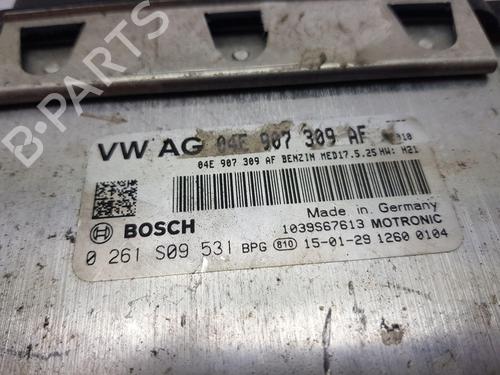 B-PARTS
VW AG 04E 907 309 AF
04E 907 309 AF BENZIN MED17.5.25 HW: H21
BOSCH
Made in Germany
1039S67613 MOTRONIC
0 261 S09 531 BPG 810 15-01-29 1260 0104